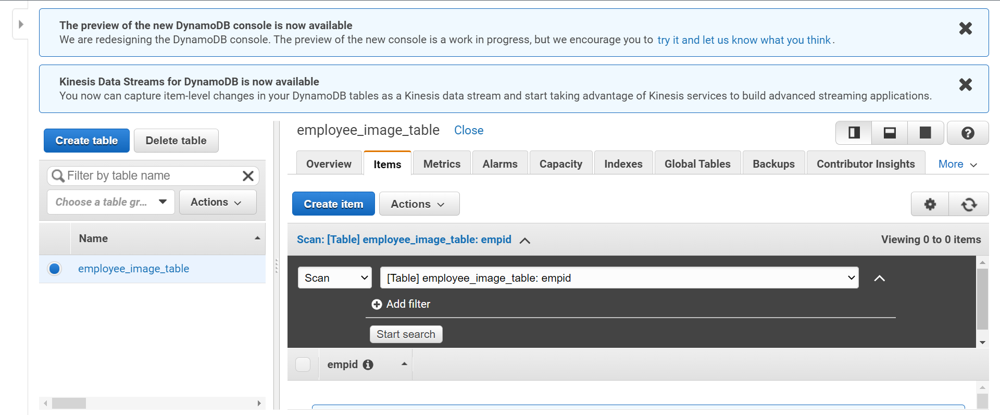 The preview of the new DynamoDB console is now available
We are redesigning the DynamoDB console. The preview of the new console is a work in progress, but we encourage you to try it and let us know what you think.
Kinesis Data Streams for DynamoDB is now available
You now can capture item-level changes in your DynamoDB tables as a Kinesis data stream and start taking advantage of Kinesis services to build advanced streaming applications.
Create table Delete table
Filter by table name
Choose a table gr... Actions
Name
employee_image_table
employee_image_table Close
Overview Items Metrics Alarms Capacity Indexes Global Tables Backups Contributor Insights More
Create item Actions
Scan: [Table] employee_image_table: empid Viewing 0 to 0 items
Scan [Table] employee_image_table: empid
Add filter
Start search
empid